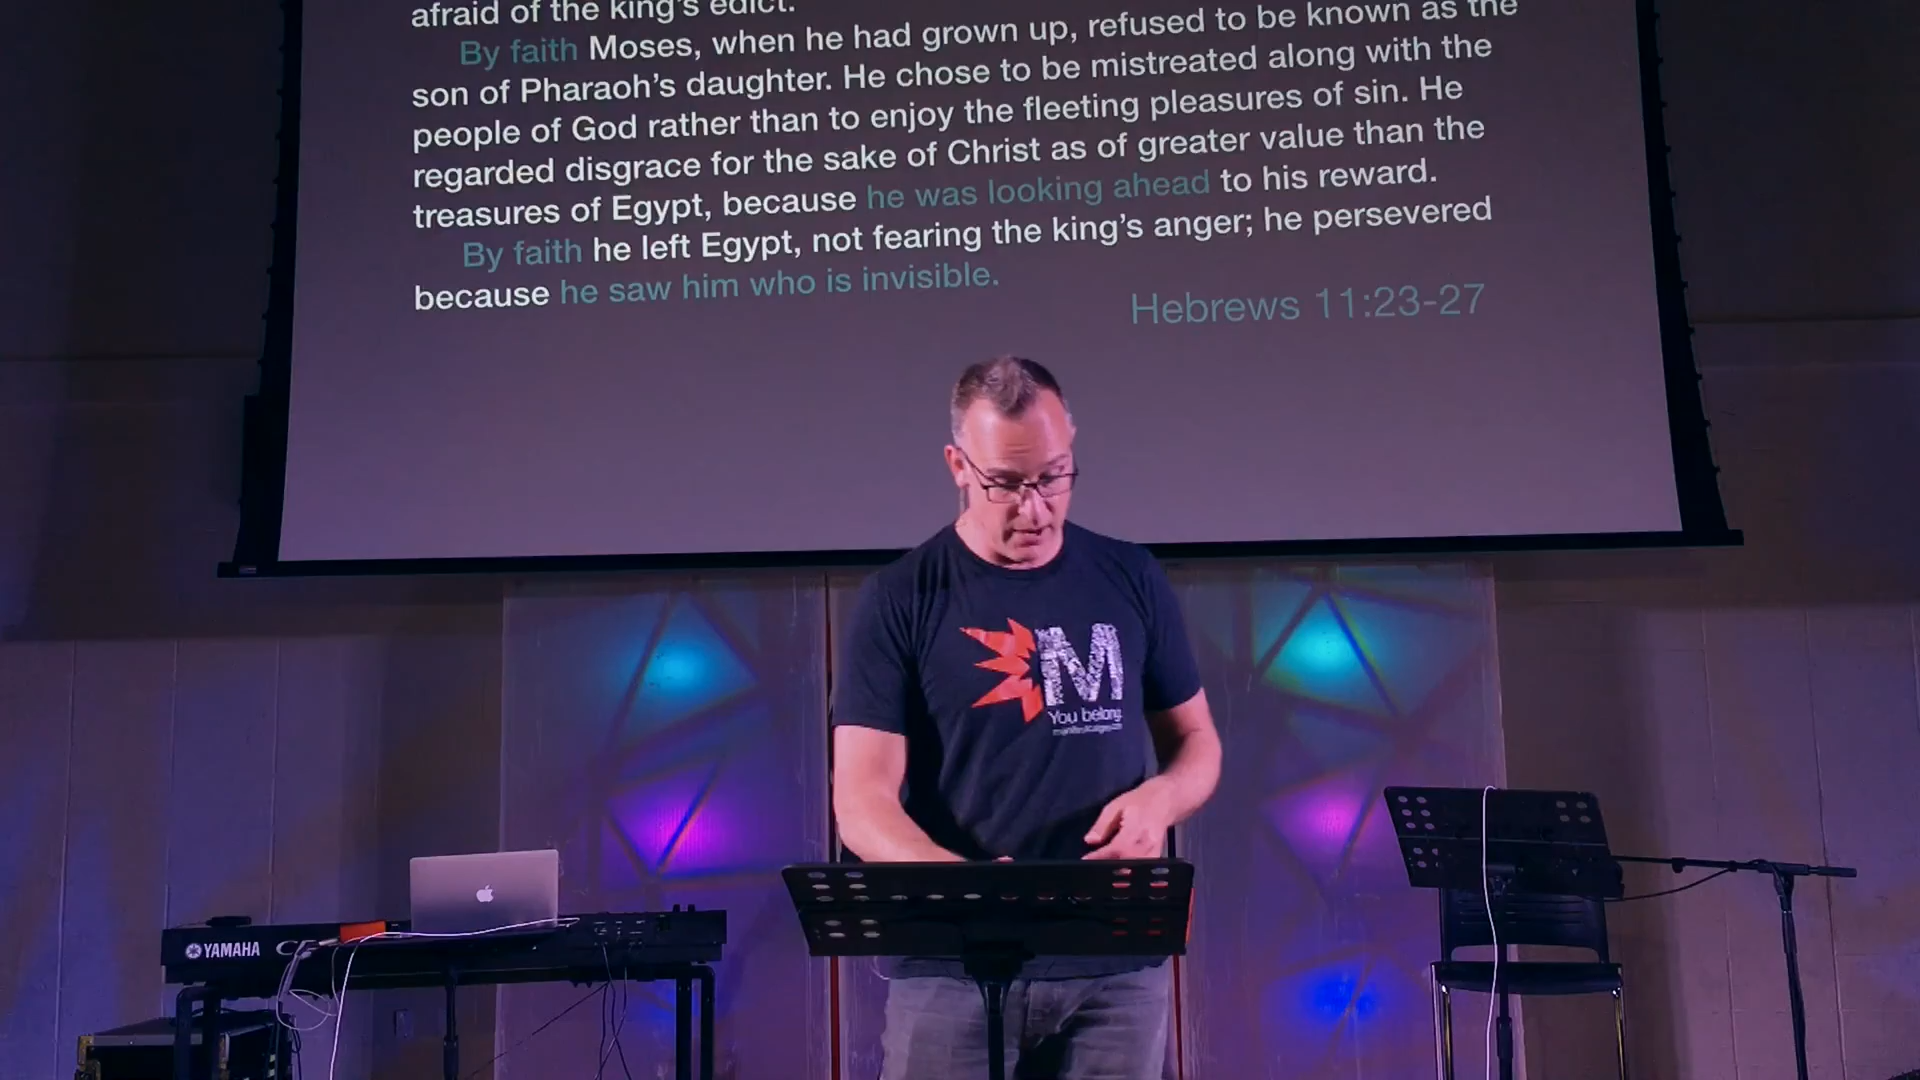 afraid of the king's edict.
By faith Moses, when he had grown up, refused to be known as the
son of Pharaoh's daughter. He chose to be mistreated along with the
people of God rather than to enjoy the fleeting pleasures of sin. He
regarded disgrace for the sake of Christ as of greater value than the
treasures of Egypt, because he was looking ahead to his reward.
By faith he left Egypt, not fearing the king's anger; he persevered
because he saw him who is invisible.
Hebrews 11:23-27
M
You belong.
YAMAHA